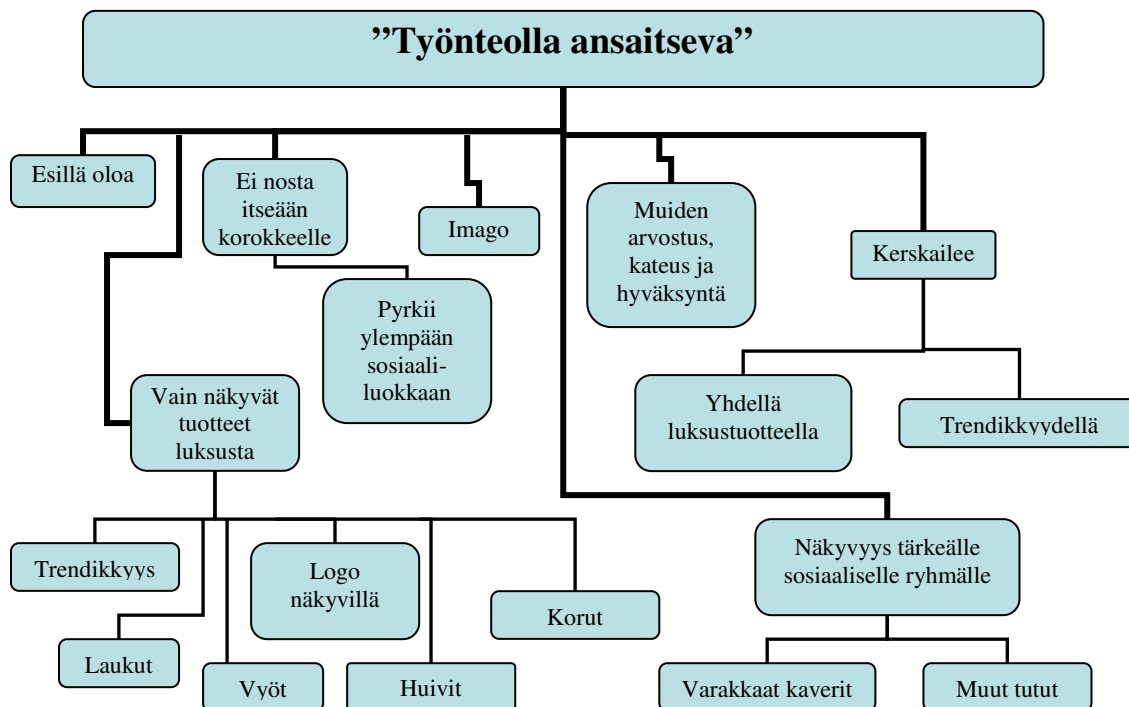 ”Työnteolla ansaitseva”
Esillä oloa
Ei nosta
itseään
korokkeelle
Imago
Muiden
arvostus,
kateus ja
hyväksyntä
Kerskailee
Pyrkii
ylempään
sosiaali-
luokkaan
Vain näkyvät
tuotteet
luksusta
Yhdellä
luksustuotteella
Trendikkyydellä
Trendikkyys
Logo
näkyvillä
Korut
Näkyvyys tärkeälle
sosiaaliselle ryhmälle
Laukut
Vyöt
Huivit
Varakkaat kaverit
Muut tutut